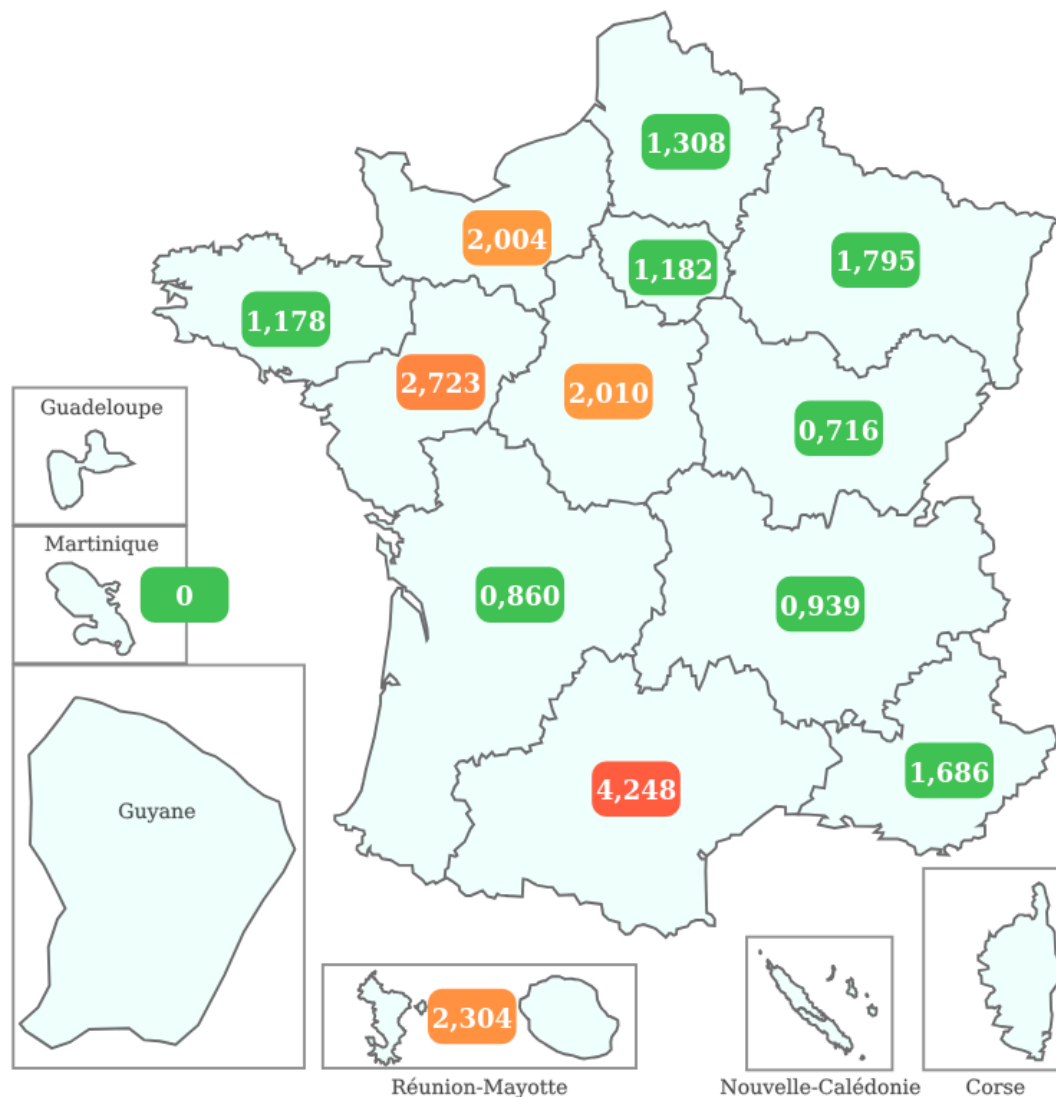 1,308
2,004
1,182
1,795
1,178
2,723
2,010
0,716
Guadeloupe
Martinique
0
0,860
0,939
4,248
1,686
Guyane
2,304
Réunion-Mayotte
Nouvelle-Calédonie
Corse